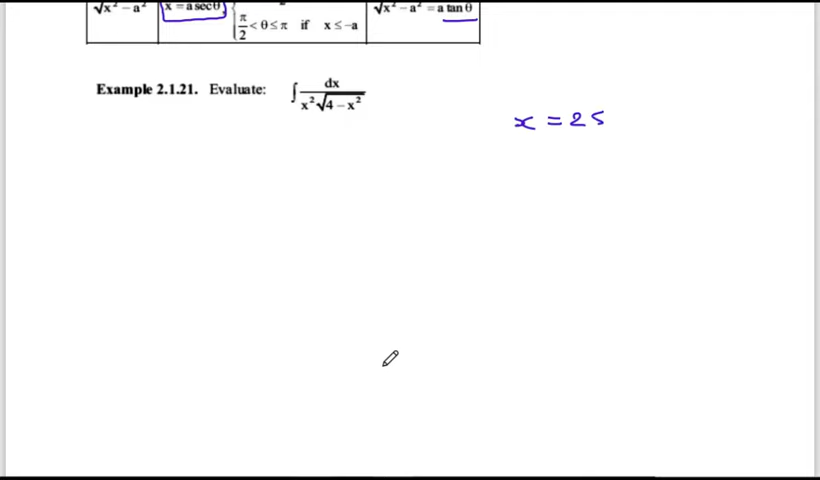 √x² − a² x = a secθ √x² − a² = a tan θ
π/2 < θ ≤ π if x ≤ −a
Example 2.1.21. Evaluate: ∫ dx / x²√4 − x²
x = 2s